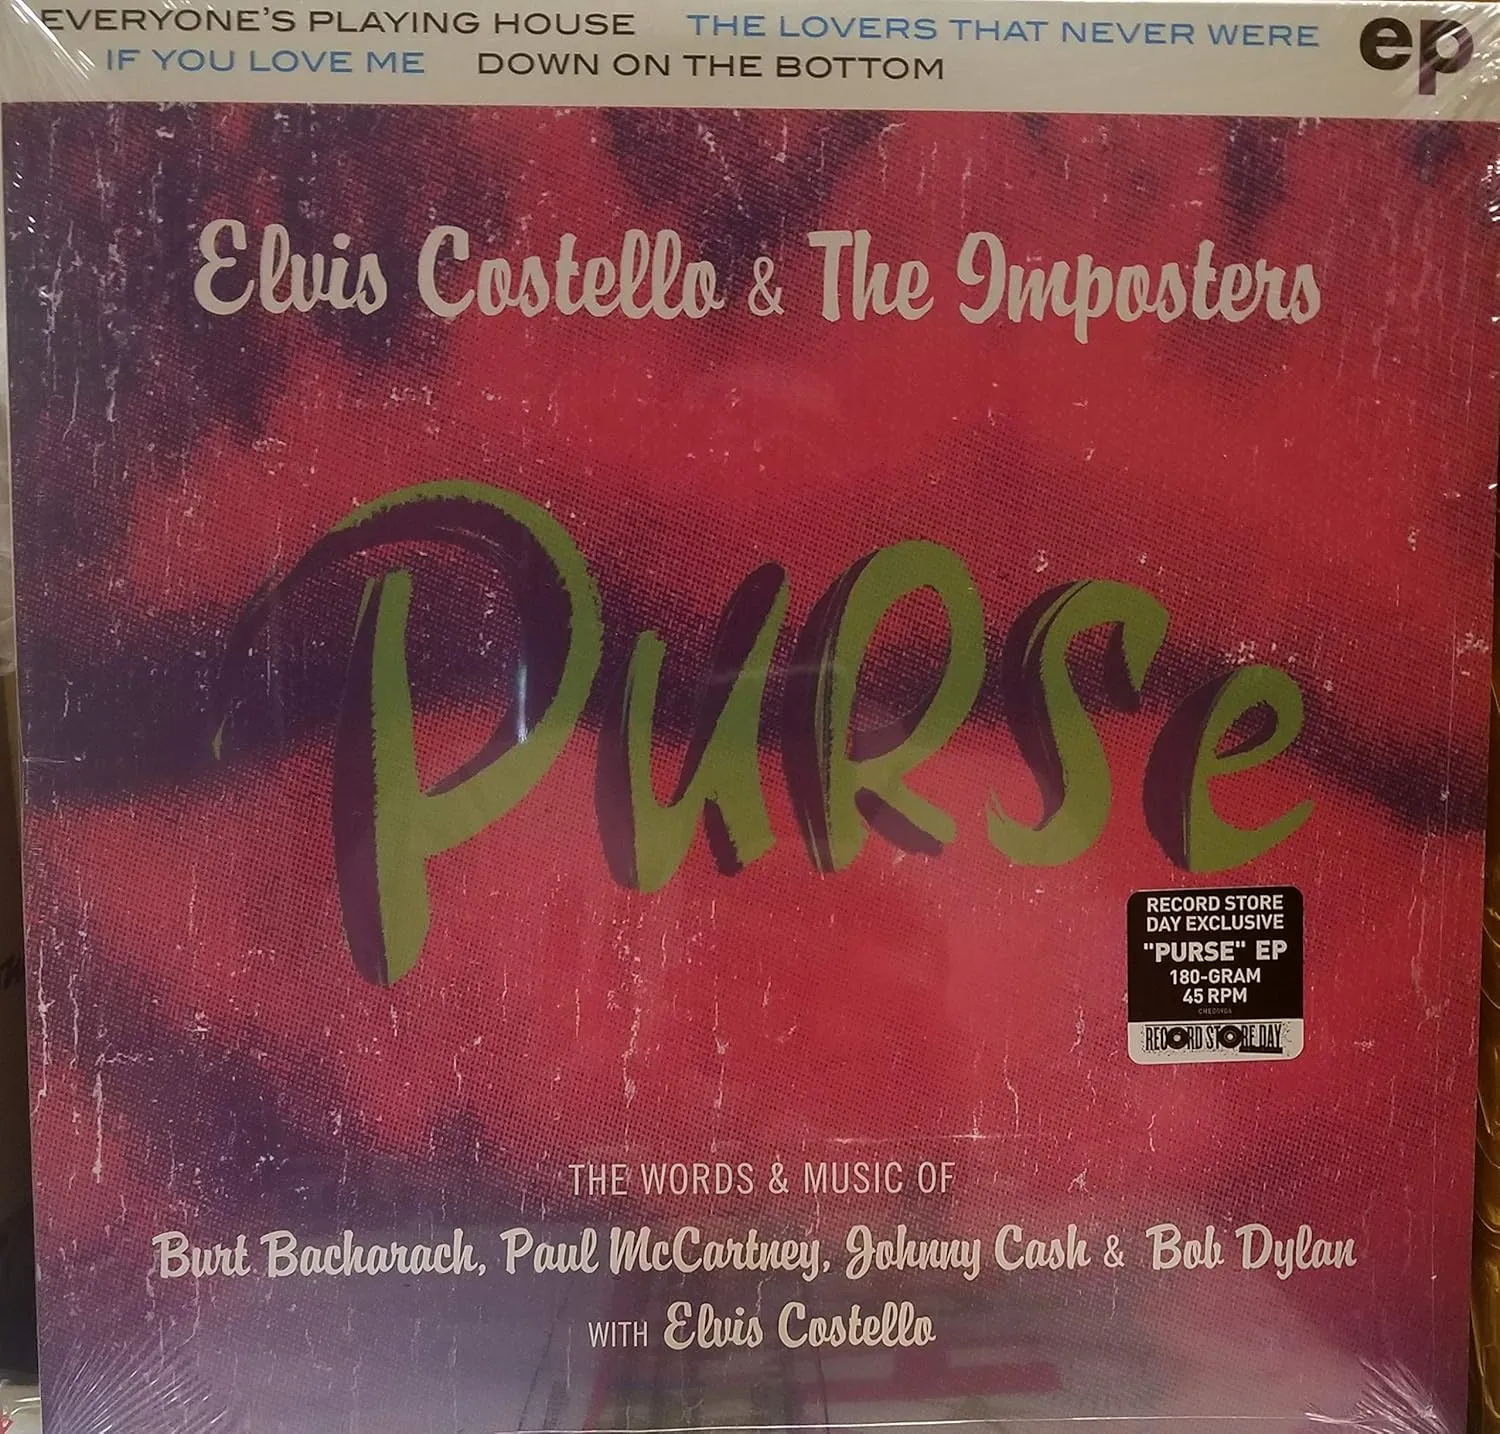 EVERYONE'S PLAYING HOUSE THE LOVERS THAT NEVER WERE ep
IF YOU LOVE ME DOWN ON THE BOTTOM
Elvis Costello & The Imposters
PURSe
RECORD STORE
DAY EXCLUSIVE
"PURSE" EP
180-GRAM
45 RPM
RECORD STORE DAY
THE WORDS & MUSIC OF
Burt Bacharach, Paul McCartney, Johnny Cash & Bob Dylan
WITH Elvis Costello